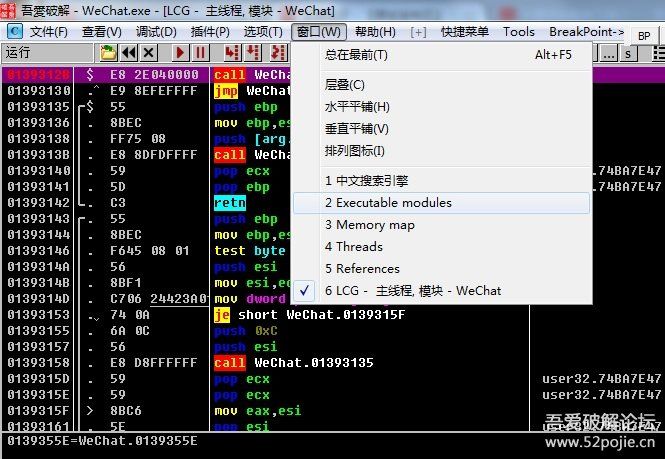 吾爱破解 - WeChat.exe - [LCG - 主线程, 模块 - WeChat]
C 文件(F) 查看(V) 调试(D) 插件(P) 选项(T) 窗口(W) 帮助(H) [+] 快捷菜单 Tools BreakPoint->
运行 ... s BP
总在最前(T) Alt+F5
层叠(C)
水平平铺(H)
垂直平铺(V)
排列图标(I)
1 中文搜索引擎
2 Executable modules
3 Memory map
4 Threads
5 References
6 LCG - 主线程, 模块 - WeChat
0139312B $ E8 2E040000 call WeCha
01393130 .^ E9 8EFEFFFF jmp WeChat
01393135 $ 55 push ebp
01393136 . 8BEC mov ebp,es
01393138 . FF75 08 push [arg.
0139313B . E8 8DFDFFFF call WeCha
01393140 . 59 pop ecx 74BA7E47
01393141 . 5D pop ebp 74BA7E47
01393142 . C3 retn
01393143 . 55 push ebp
01393144 . 8BEC mov ebp,es
01393146 . F645 08 01 test byte
0139314A . 56 push esi
0139314B . 8BF1 mov esi,ec
0139314D . C706 24423A01 mov dword
01393153 .v 74 0A je short WeChat.0139315F
01393155 . 6A 0C push 0xC
01393157 . 56 push esi
01393158 . E8 D8FFFFFF call WeChat.01393135
0139315D . 59 pop ecx user32.74BA7E47
0139315E . 59 pop ecx user32.74BA7E47
0139315F > 8BC6 mov eax,esi
01393161 . 5E pop esi user32.74BA7E47
0139355E=WeChat.0139355E
吾爱破解论坛
www.52pojie.cn